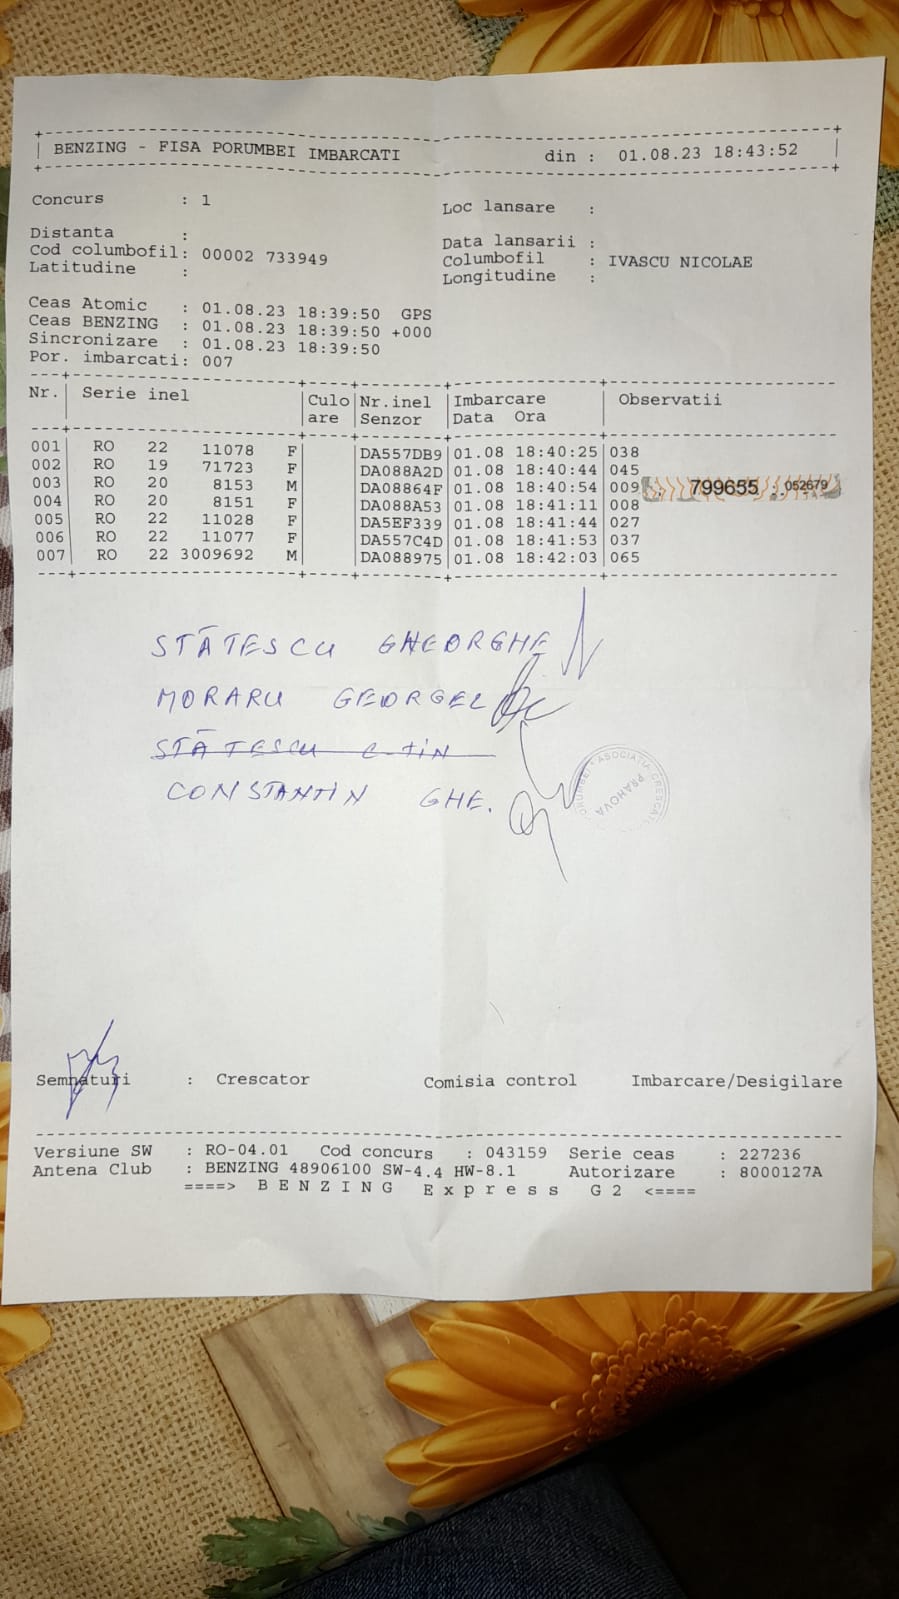 BENZING - FISA PORUMBEI IMBARCATI din : 01.08.23 18:43:52
Concurs : 1 Loc lansare :
Distanta : Data lansarii :
Cod columbofil: 00002 733949 Columbofil : IVASCU NICOLAE
Latitudine : Longitudine :
Ceas Atomic : 01.08.23 18:39:50 GPS
Ceas BENZING : 01.08.23 18:39:50 +000
Sincronizare : 01.08.23 18:39:50
Por. imbarcati: 007
Nr. Serie inel Culo Nr.inel Imbarcare Observatii
are Senzor Data Ora
001 RO 22 11078 F DA557DB9 01.08 18:40:25 038
002 RO 19 71723 F DA088A2D 01.08 18:40:44 045
003 RO 20 8153 M DA08864F 01.08 18:40:54 009 799655 052679
004 RO 20 8151 F DA088A53 01.08 18:41:11 008
005 RO 22 11028 F DA5EF339 01.08 18:41:44 027
006 RO 22 11077 F DA557C4D 01.08 18:41:53 037
007 RO 22 3009692 M DA088975 01.08 18:42:03 065
STĂTESCU GHEORGHE
MORARU GEORGEL
STĂTESCU C-TIN
CONSTANTIN GHE.
ASOCIATIA PRAHOVA
Semnaturi : Crescator Comisia control Imbarcare/Desigilare
Versiune SW : RO-04.01 Cod concurs : 043159 Serie ceas : 227236
Antena Club : BENZING 48906100 SW-4.4 HW-8.1 Autorizare : 8000127A
====> B E N Z I N G E x p r e s s G 2 <====